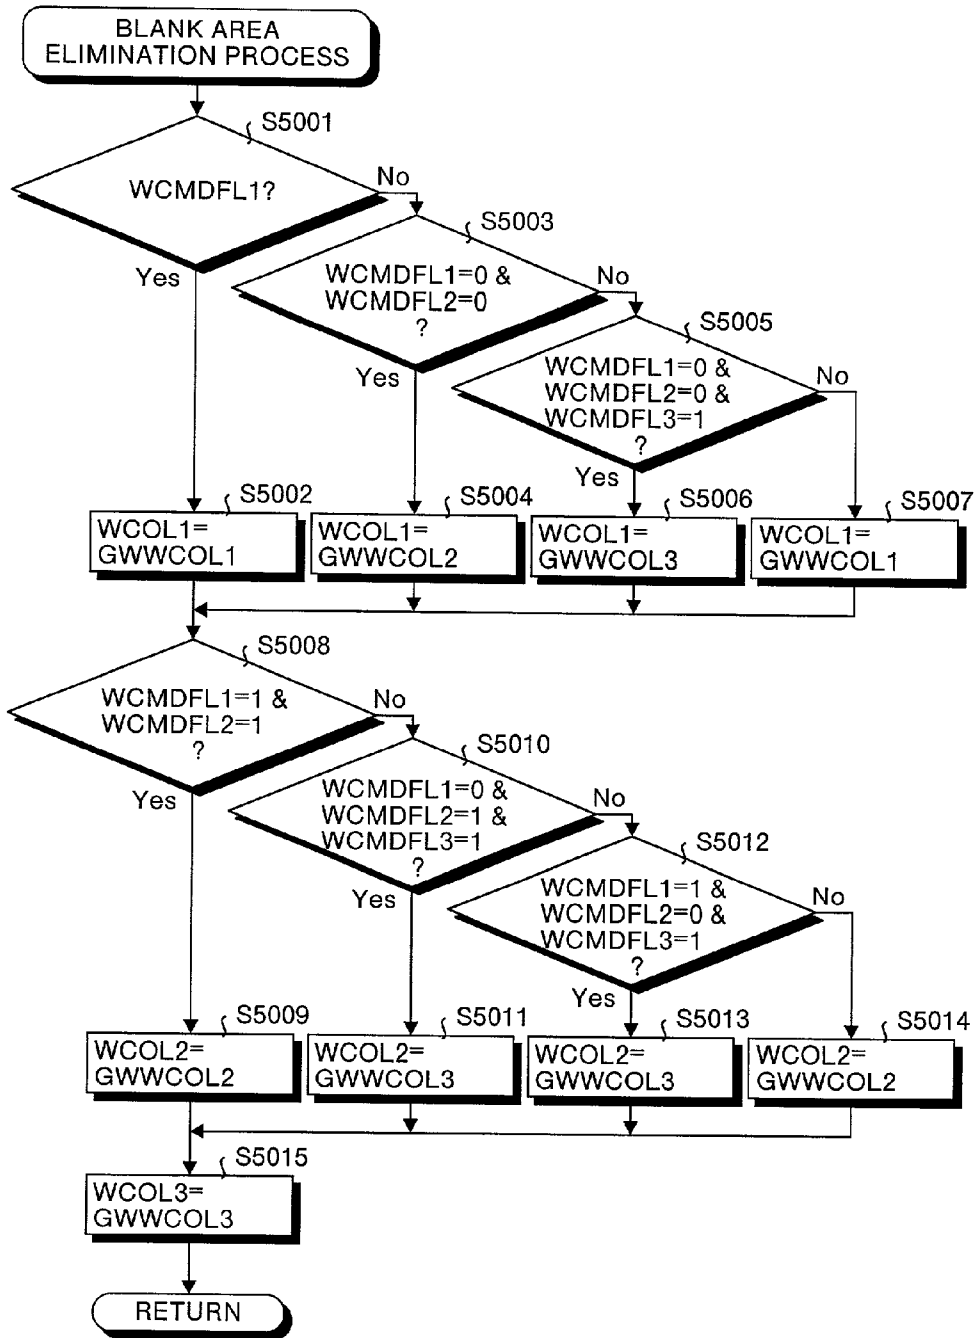 BLANK AREA
ELIMINATION PROCESS
S5001
WCMDFL1?
No
Yes
S5003
WCMDFL1=0 &
WCMDFL2=0
?
No
Yes
S5005
WCMDFL1=0 &
WCMDFL2=0 &
WCMDFL3=1
?
No
Yes
S5002
WCOL1=
GWWCOL1
S5004
WCOL1=
GWWCOL2
S5006
WCOL1=
GWWCOL3
S5007
WCOL1=
GWWCOL1
S5008
WCMDFL1=1 &
WCMDFL2=1
?
No
Yes
S5010
WCMDFL1=0 &
WCMDFL2=1 &
WCMDFL3=1
?
No
Yes
S5012
WCMDFL1=1 &
WCMDFL2=0 &
WCMDFL3=1
?
No
Yes
S5009
WCOL2=
GWWCOL2
S5011
WCOL2=
GWWCOL3
S5013
WCOL2=
GWWCOL3
S5014
WCOL2=
GWWCOL2
S5015
WCOL3=
GWWCOL3
RETURN